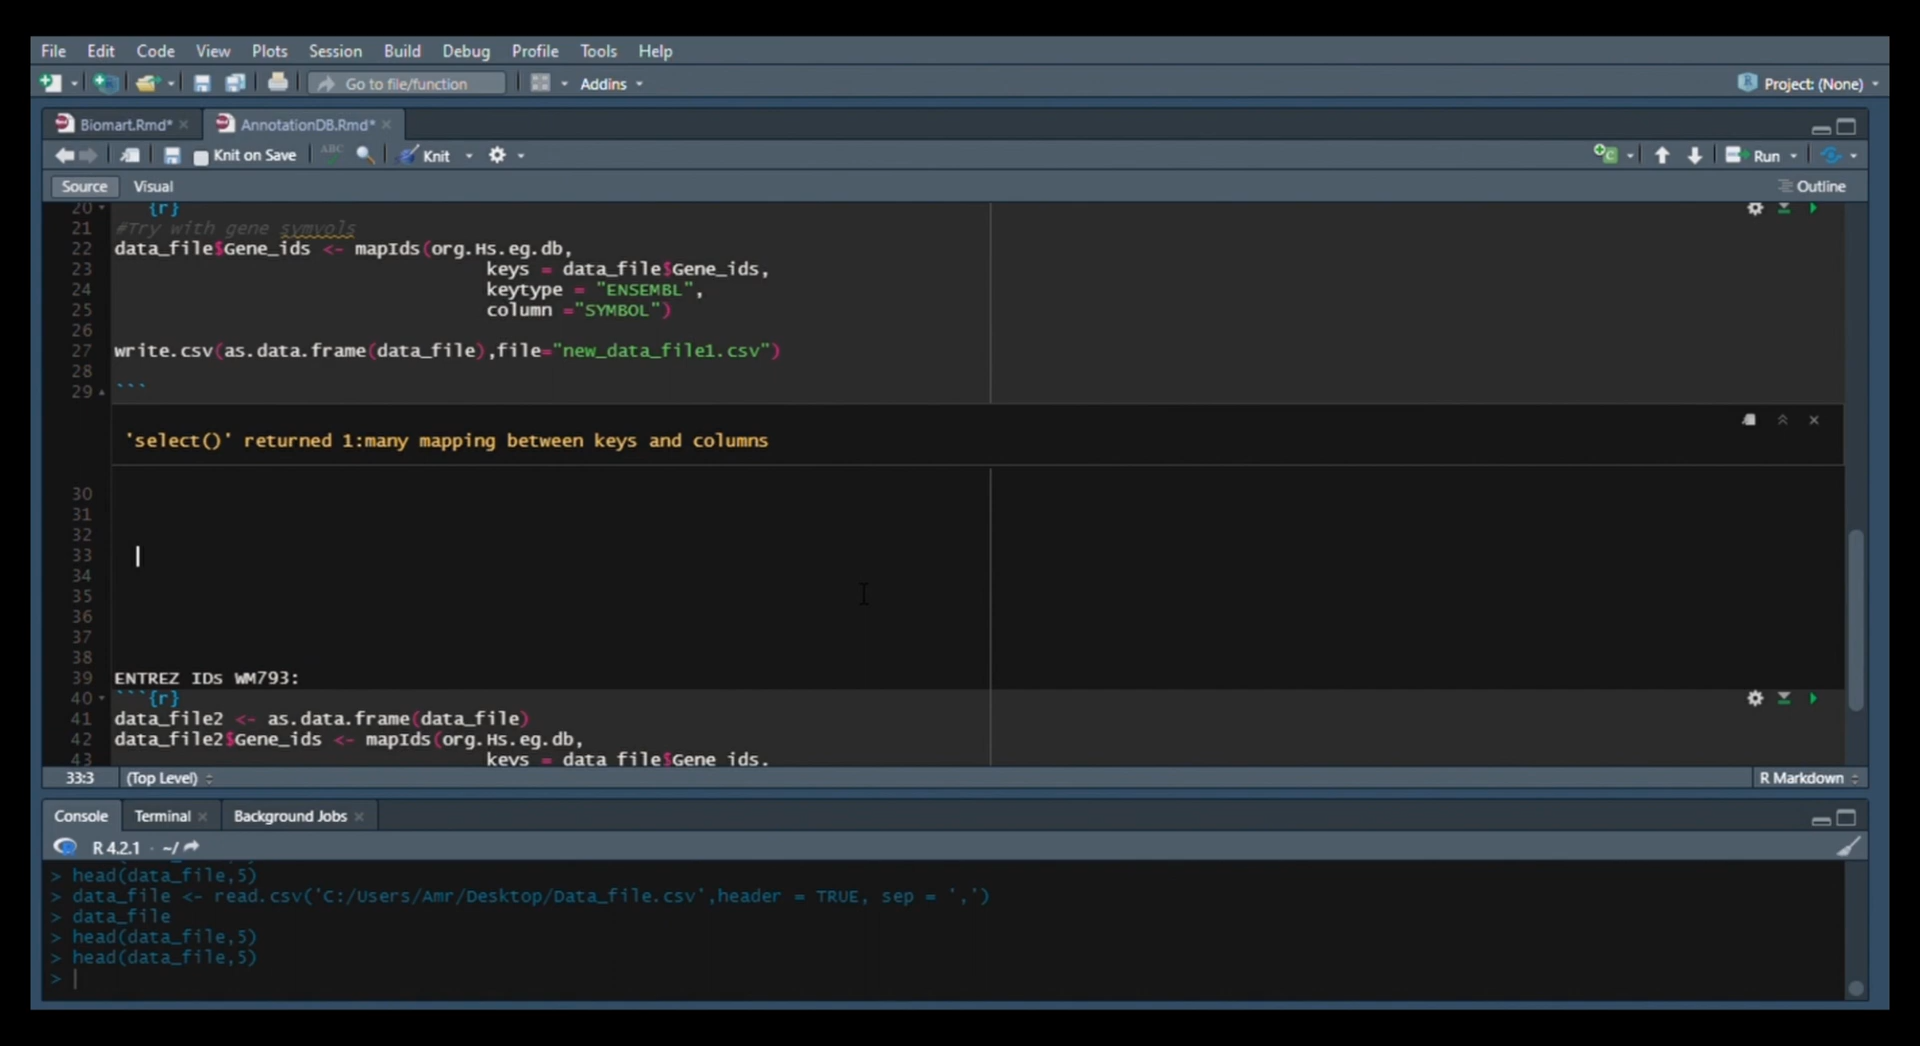 File Edit Code View Plots Session Build Debug Profile Tools Help
Go to file/function Addins Project: (None)
Biomart.Rmd* AnnotationDB.Rmd*
Knit on Save ABC Knit Run
Source Visual Outline
20 {r}
21 #Try with gene symvols
22 data_file$Gene_ids <- mapIds(org.Hs.eg.db,
23 keys = data_file$Gene_ids,
24 keytype = "ENSEMBL",
25 column ="SYMBOL")
26
27 write.csv(as.data.frame(data_file),file="new_data_file1.csv")
28
29 ```
'select()' returned 1:many mapping between keys and columns
30
31
32
33
34
35
36
37
38
39 ENTREZ IDs WM793:
40 ```{r}
41 data_file2 <- as.data.frame(data_file)
42 data_file2$Gene_ids <- mapIds(org.Hs.eg.db,
43 keys = data_file$Gene_ids,
33:3 (Top Level) R Markdown
Console Terminal Background Jobs
R 4.2.1 · ~/
> head(data_file,5)
> data_file <- read.csv('C:/Users/Amr/Desktop/Data_file.csv',header = TRUE, sep = ',')
> data_file
> head(data_file,5)
> head(data_file,5)
>